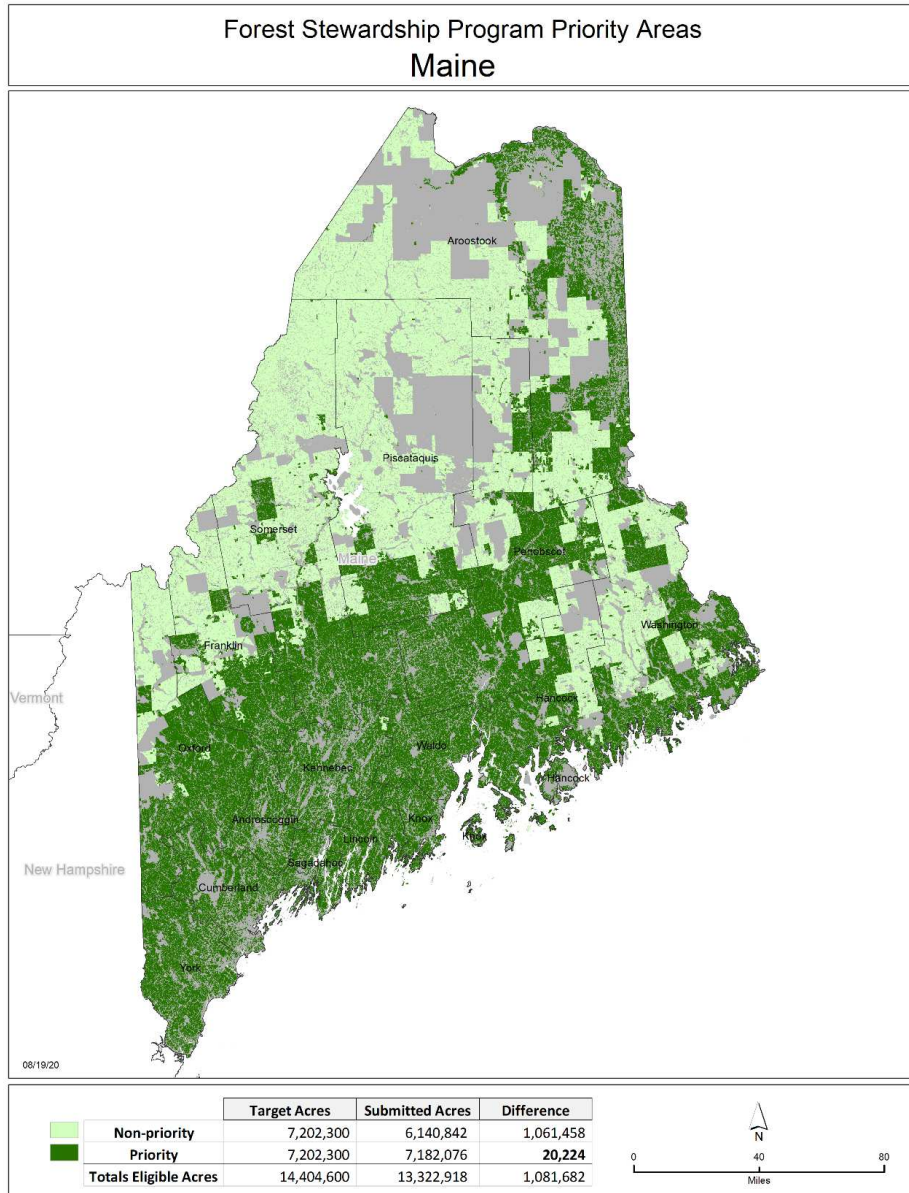 Forest Stewardship Program Priority Areas
Maine
Aroostook
Piscataquis
Somerset
Maine
Penobscot
Franklin
Washington
Vermont
Hancock
Oxford
Waldo
Kennebec
Hancock
Androscoggin
Knox
Lincoln
Knox
Sagadahoc
New Hampshire
Cumberland
York
08/19/20
Target Acres Submitted Acres Difference
Non-priority 7,202,300 6,140,842 1,061,458
Priority 7,202,300 7,182,076 20,224
Totals Eligible Acres 14,404,600 13,322,918 1,081,682
N
0 40 80
Miles